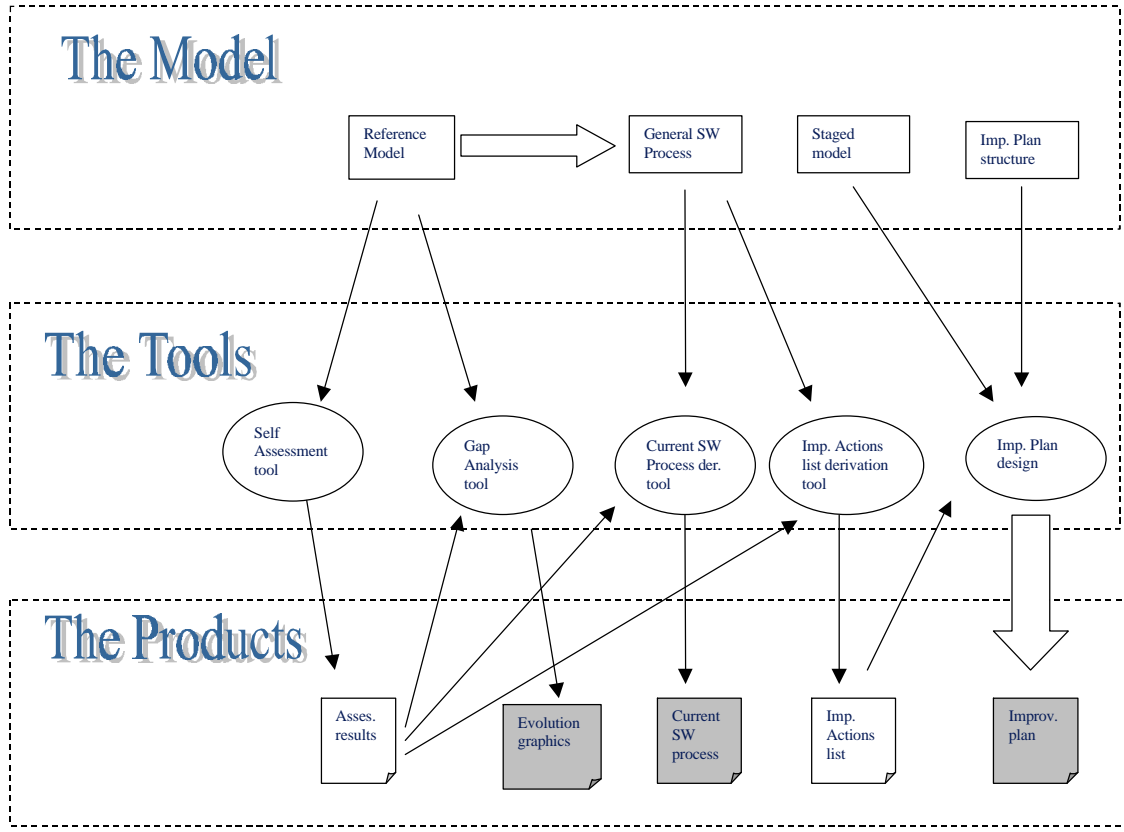 The Model
Reference
Model
General SW
Process
Staged
model
Imp. Plan
structure
The Tools
Self
Assessment
tool
Gap
Analysis
tool
Current SW
Process der.
tool
Imp. Actions
list derivation
tool
Imp. Plan
design
The Products
Asses.
results
Evolution
graphics
Current
SW
process
Imp.
Actions
list
Improv.
plan